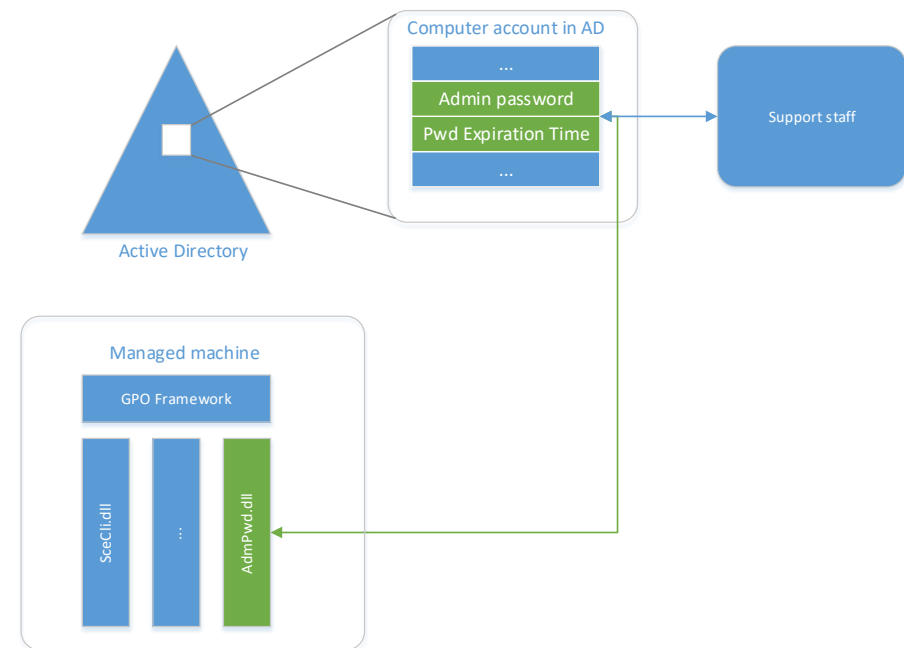 Computer account in AD
...
Admin password
Pwd Expiration Time
...
Support staff
Active Directory
Managed machine
GPO Framework
SceCli.dll
...
AdmPwd.dll